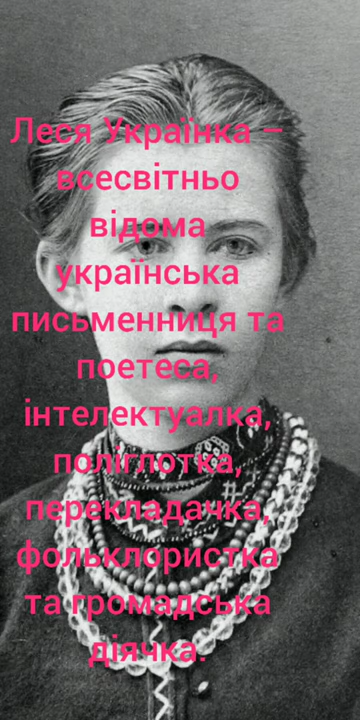 Леся Українка –
всесвітньо
відома
українська
письменниця та
поетеса,
інтелектуалка,
поліглотка,
перекладачка,
фольклористка
та громадська
діячка.